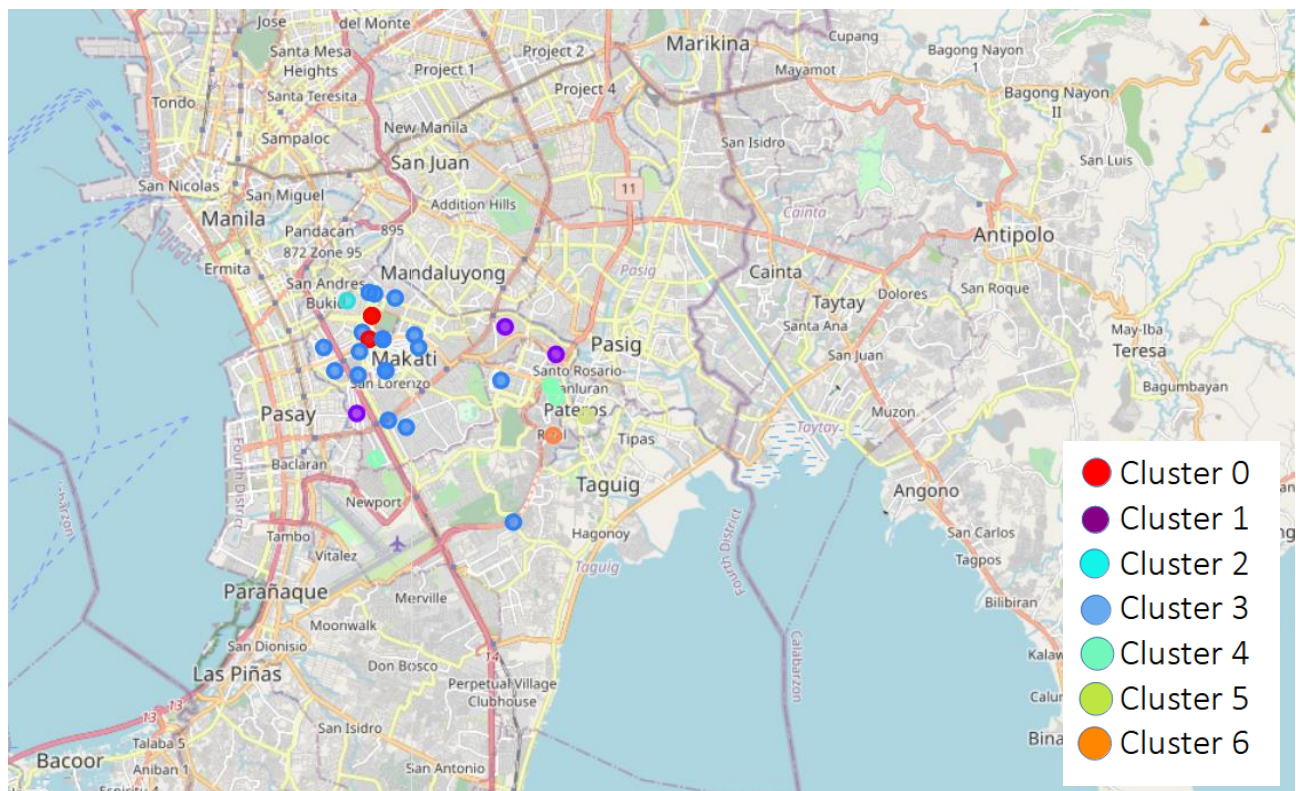 Jose
del Monte
Santa Mesa
Heights
Project 2
Marikina
Cupang
Bagong Nayon
1
Project 1
Mayamot
Tondo
Santa Teresita
Project 4
Bagong Nayon
II
Sampaloc
New Manila
San Isidro
San Juan
San Luis
San Nicolas
San Miguel
11
Manila
Addition Hills
Cainta
Pandacan
895
872 Zone 95
Antipolo
Ermita
Mandaluyong
Pasig
Cainta
San Andres
Bukid
Dolores
San Roque
Taytay
Santa Ana
May-Iba
Teresa
Makati
Pasig
San Juan
San Lorenzo
Santo Rosario
Bagumbayan
Pasay
Pateros
Muzon
Tipas
Taytay
Baclaran
Fourth District
Taguig
Angono
Newport
Hagonoy
San Carlos
Tambo
Vitalez
Taguig
Fourth District
Tagpos
Parañaque
Merville
Bilibiran
Moonwalk
San Dionisio
Don Bosco
14
Calabarzon
Las Piñas
Perpetual Village
Clubhouse
13
13
San Isidro
Talaba 5
Bacoor
Aniban 1
San Antonio
Cluster 0
Cluster 1
Cluster 2
Cluster 3
Cluster 4
Cluster 5
Cluster 6